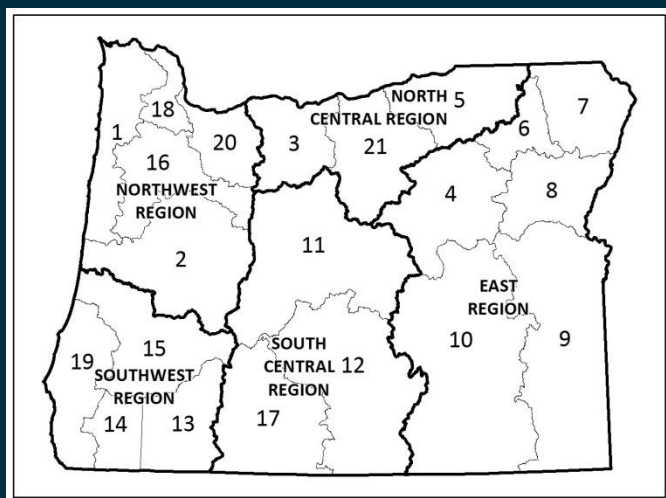 18
1
20
16
NORTHWEST
REGION
2
3
NORTH
CENTRAL REGION
5
21
6
7
4
8
EAST
REGION
10
9
11
SOUTH
CENTRAL
REGION
12
17
15
19
SOUTHWEST
REGION
14
13